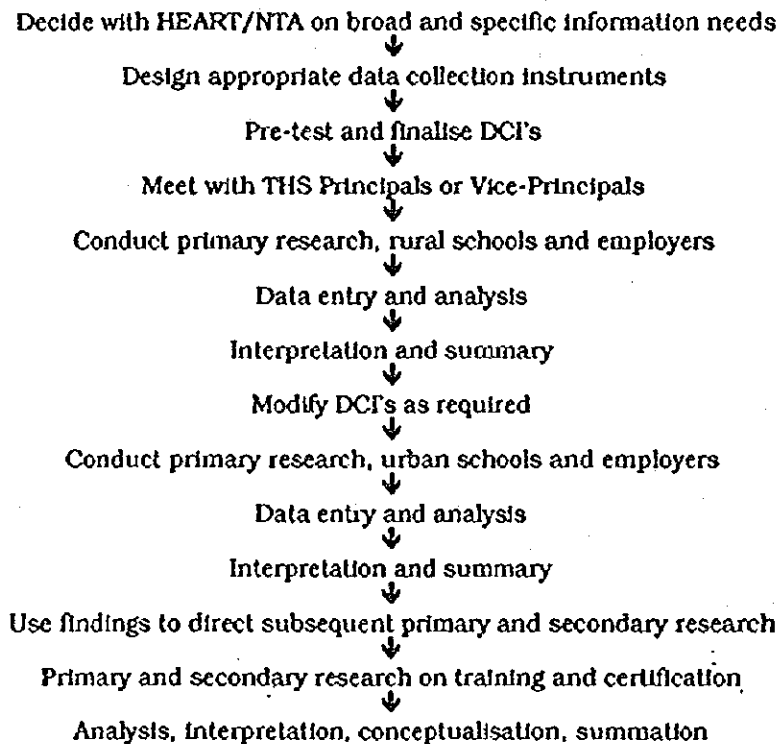 Decide with HEART/NTA on broad and specific information needs
↓
Design appropriate data collection instruments
↓
Pre-test and finalise DCI's
↓
Meet with THS Principals or Vice-Principals
↓
Conduct primary research, rural schools and employers
↓
Data entry and analysis
↓
Interpretation and summary
↓
Modify DCI's as required
↓
Conduct primary research, urban schools and employers
↓
Data entry and analysis
↓
Interpretation and summary
↓
Use findings to direct subsequent primary and secondary research
↓
Primary and secondary research on training and certification
↓
Analysis, interpretation, conceptualisation, summation